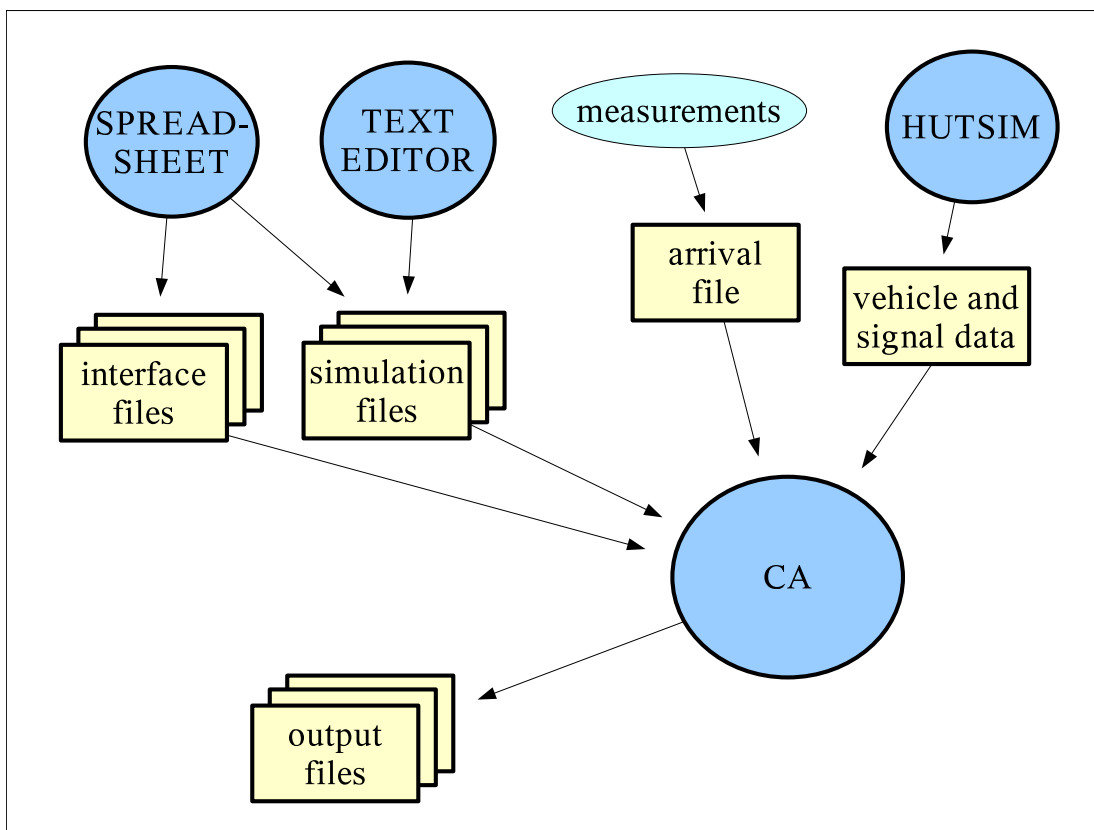 SPREAD-
SHEET
TEXT
EDITOR
measurements
HUTSIM
arrival
file
vehicle and
signal data
interface
files
simulation
files
CA
output
files